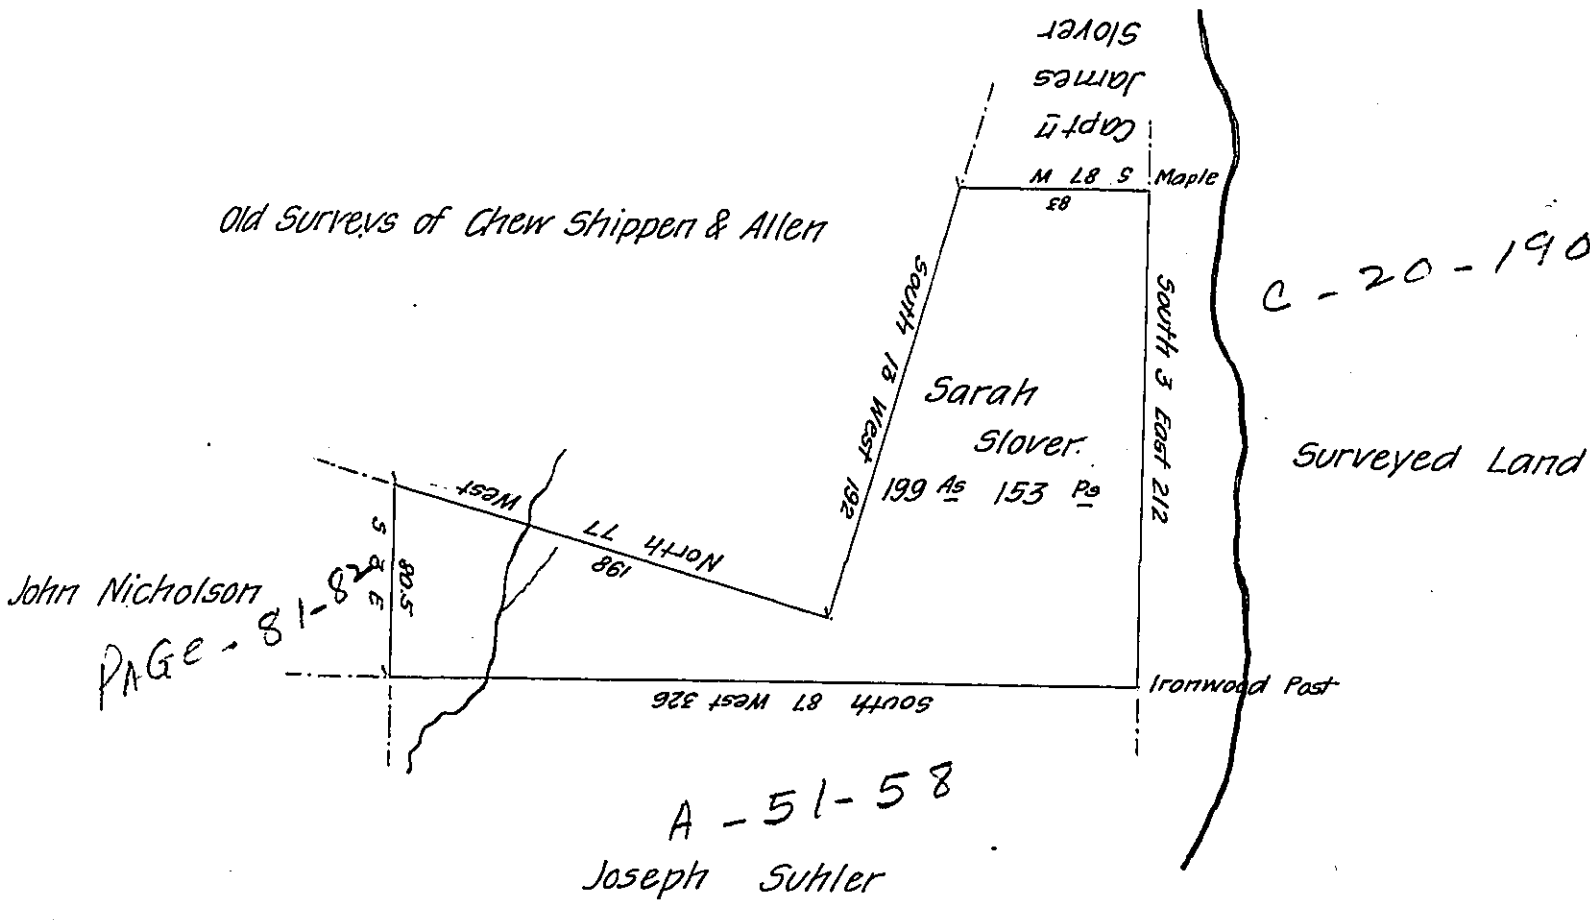 Capt<u>n</u>
James
Slover
S 87 W
Maple
83
Old Surveys of Chew Shippen & Allen
C - 20 - 190
South 13 West 192
South 3 East 212
Sarah
Slover.
199 As 153 Ps
Surveyed Land
North 77 West
198
S 3 E
80.5
John Nicholson
PAGE - 81-82
Ironwood Post
South 87 West 326
A - 51 - 58
Joseph Suhler